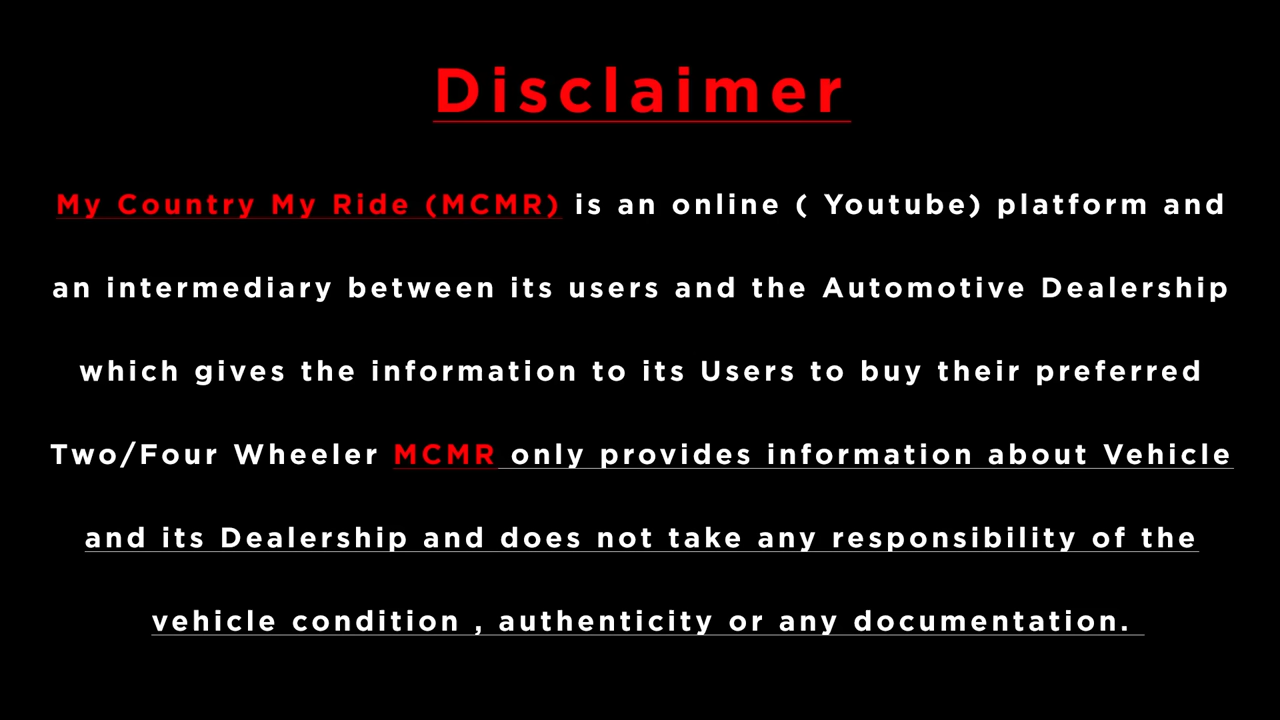 Disclaimer
My Country My Ride (MCMR) is an online ( Youtube) platform and
an intermediary between its users and the Automotive Dealership
which gives the information to its Users to buy their preferred
Two/Four Wheeler MCMR only provides information about Vehicle
and its Dealership and does not take any responsibility of the
vehicle condition , authenticity or any documentation.